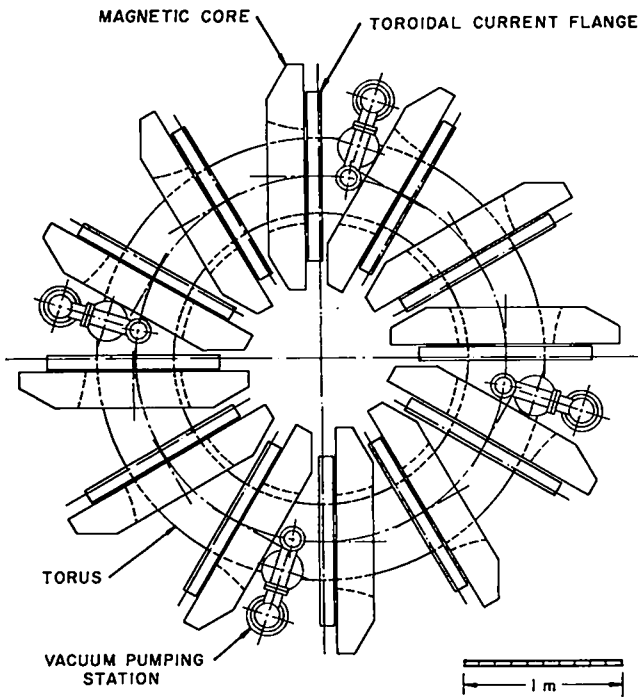 MAGNETIC CORE
TOROIDAL CURRENT FLANGE
TORUS
VACUUM PUMPING
STATION
1 m